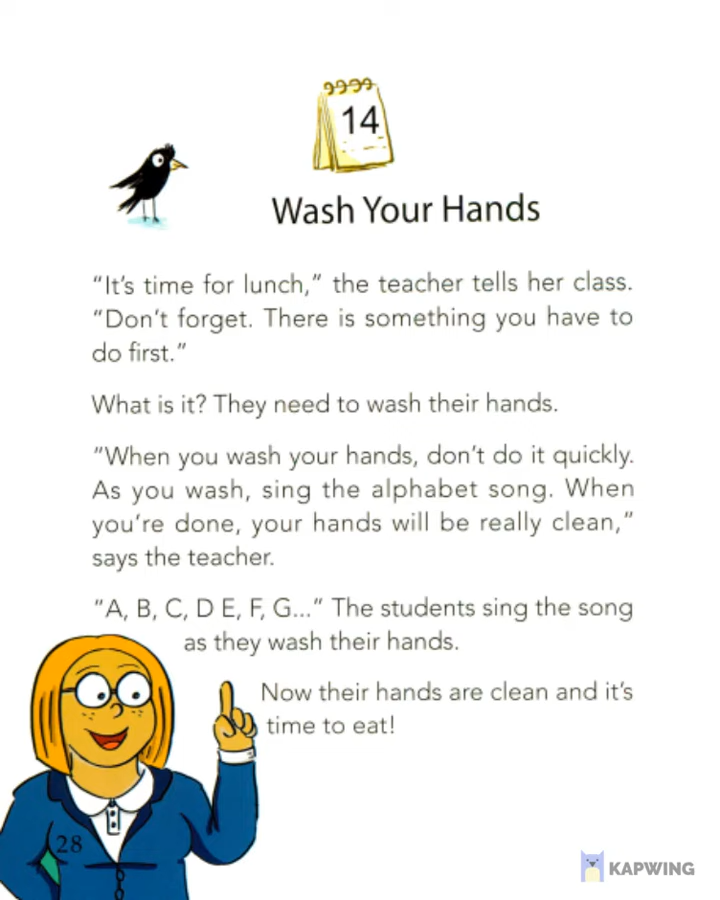 14
Wash Your Hands
“It’s time for lunch,” the teacher tells her class.
“Don’t forget. There is something you have to
do first.”
What is it? They need to wash their hands.
“When you wash your hands, don’t do it quickly.
As you wash, sing the alphabet song. When
you’re done, your hands will be really clean,”
says the teacher.
“A, B, C, D E, F, G...” The students sing the song
as they wash their hands.
Now their hands are clean and it’s
time to eat!
28
KAPWING